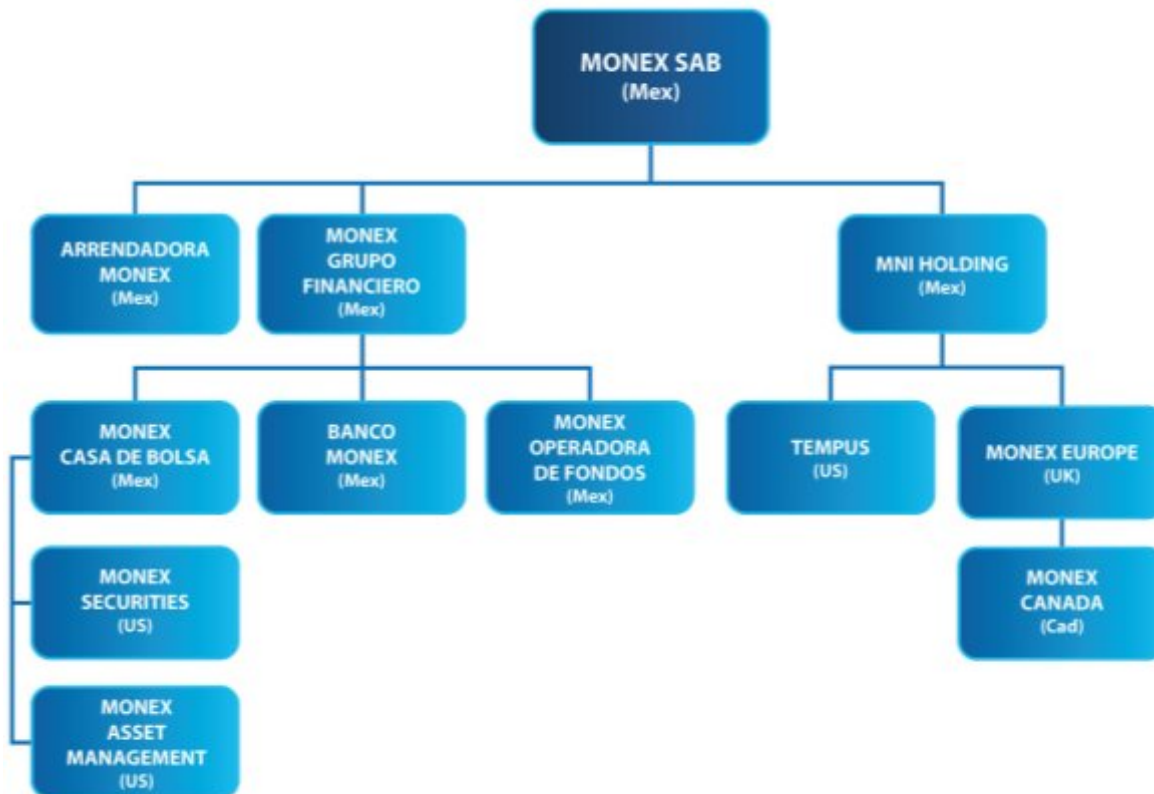 MONEX SAB
(Mex)
ARRENDADORA
MONEX
(Mex)
MONEX
GRUPO
FINANCIERO
(Mex)
MNI HOLDING
(Mex)
MONEX
CASA DE BOLSA
(Mex)
BANCO
MONEX
(Mex)
MONEX
OPERADORA
DE FONDOS
(Mex)
TEMPUS
(US)
MONEX EUROPE
(UK)
MONEX
SECURITIES
(US)
MONEX
CANADA
(Cad)
MONEX
ASSET
MANAGEMENT
(US)